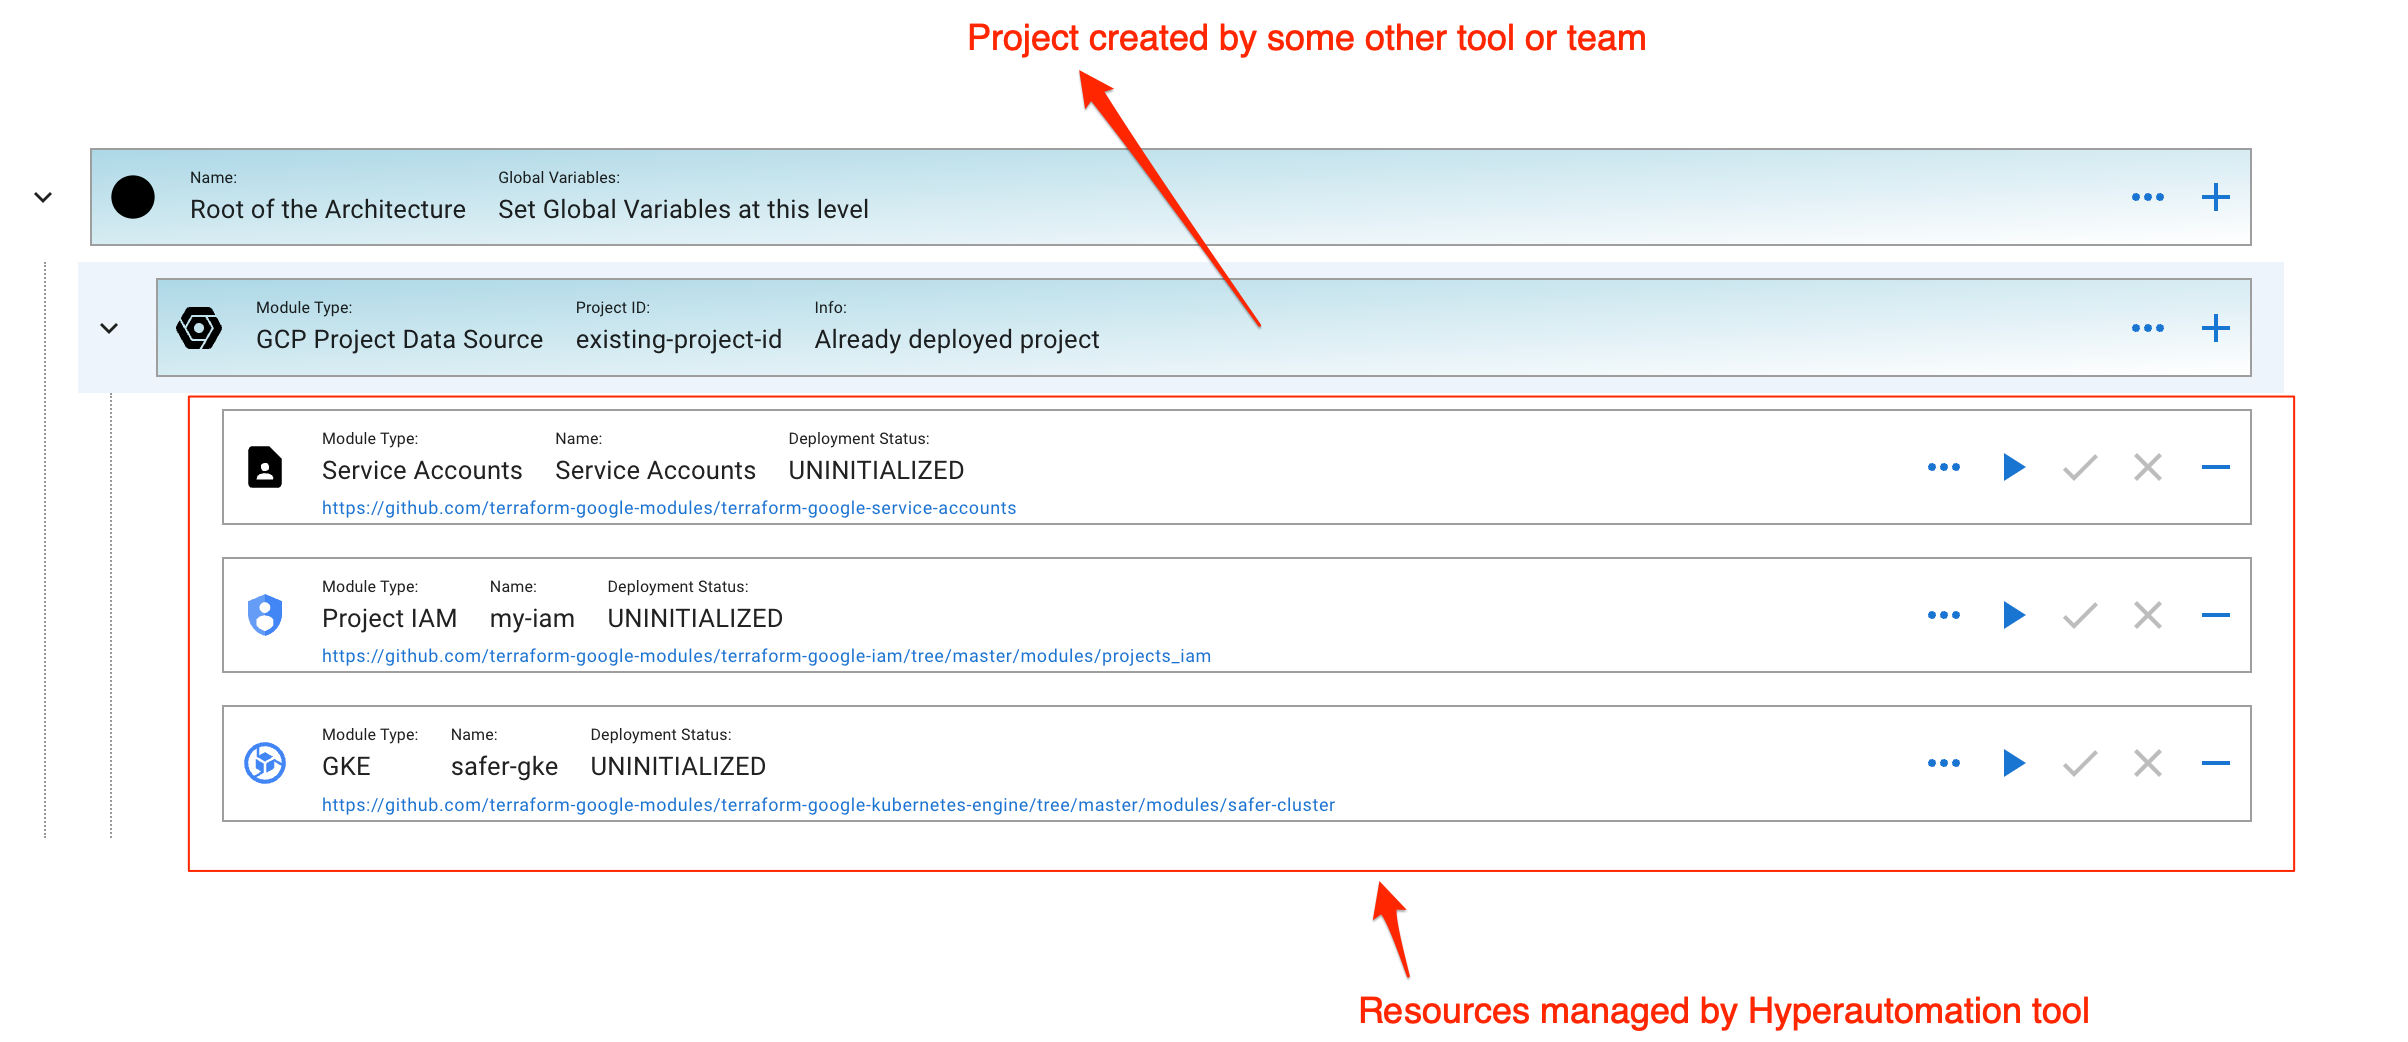 Project created by some other tool or team
Name: Global Variables:
Root of the Architecture Set Global Variables at this level
Module Type: Project ID: Info:
GCP Project Data Source existing-project-id Already deployed project
Module Type: Name: Deployment Status:
Service Accounts Service Accounts UNINITIALIZED
https://github.com/terraform-google-modules/terraform-google-service-accounts
Module Type: Name: Deployment Status:
Project IAM my-iam UNINITIALIZED
https://github.com/terraform-google-modules/terraform-google-iam/tree/master/modules/projects_iam
Module Type: Name: Deployment Status:
GKE safer-gke UNINITIALIZED
https://github.com/terraform-google-modules/terraform-google-kubernetes-engine/tree/master/modules/safer-cluster
Resources managed by Hyperautomation tool